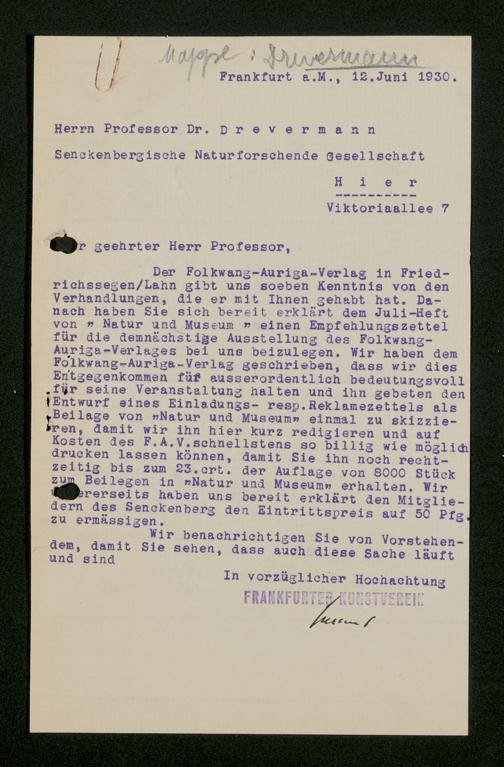 Mappe: Drevermann
Frankfurt a.M., 12.Juni 1930.
Herrn Professor Dr. D r e v e r m a n n
Senckenbergische Naturforschende Gesellschaft
H i e r
Viktoriaallee 7
r geehrter Herr Professor,
Der Folkwang-Auriga-Verlag in Fried-
richssegen/Lahn gibt uns soeben Kenntnis von den
Verhandlungen, die er mit Ihnen gehabt hat. Da-
nach haben Sie sich bereit erklärt dem Juli-Heft
von " Natur und Museum " einen Empfehlungszettel
für die demnächstige Ausstellung des Folkwang-
Auriga-Verlages bei uns beizulegen. Wir haben dem
Folkwang-Auriga-Verlag geschrieben, dass wir dies
Entgegenkommen für ausserordentlich bedeutungsvoll
für seine Veranstaltung halten und ihn gebeten den
Entwurf eines Einladungs- resp.Reklamezettels als
Beilage von "Natur und Museum" einmal zu skizzie-
ren, damit wir ihn hier kurz redigieren und auf
Kosten des F.A.V.schnellstens so billig wie möglich
drucken lassen können, damit Sie ihn noch recht-
zeitig bis zum 23.crt. der Auflage von 8000 Stück
zum Beilegen in "Natur und Museum" erhalten. Wir
ererseits haben uns bereit erklärt den Mitglie-
dern des Senckenberg den Eintrittspreis auf 50 Pfg.
zu ermässigen.
Wir benachrichtigen Sie von Vorstehen-
dem, damit Sie sehen, dass auch diese Sache läuft
und sind
In vorzüglicher Hochachtung
FRANKFURTER KUNSTVEREIN